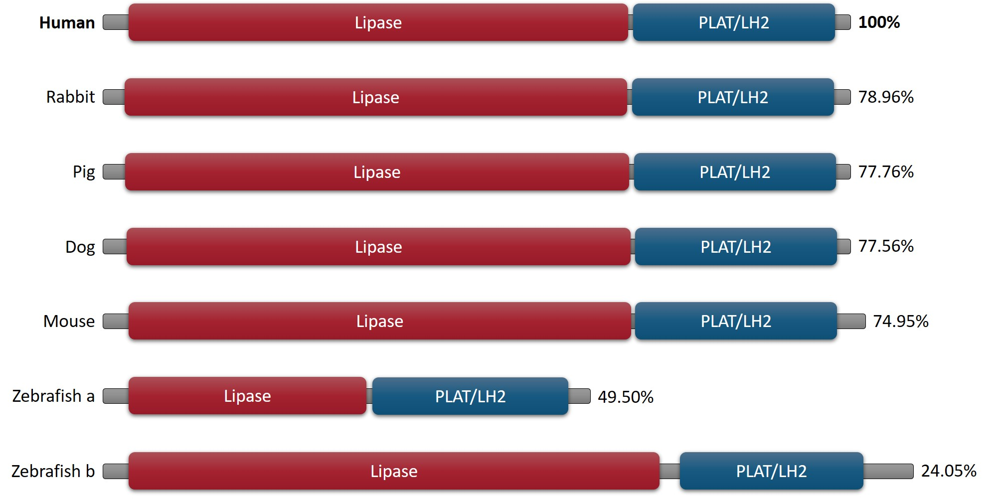 Human Lipase PLAT/LH2 100%
Rabbit Lipase PLAT/LH2 78.96%
Pig Lipase PLAT/LH2 77.76%
Dog Lipase PLAT/LH2 77.56%
Mouse Lipase PLAT/LH2 74.95%
Zebrafish a Lipase PLAT/LH2 49.50%
Zebrafish b Lipase PLAT/LH2 24.05%